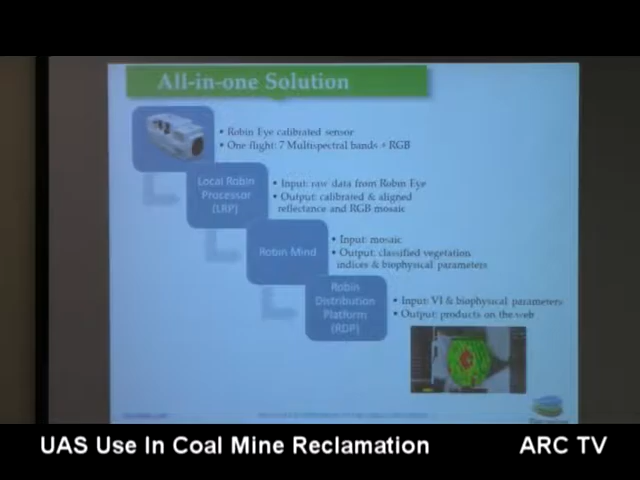 All-in-one Solution
• Robin Eye calibrated sensor
• One flight: 7 Multispectral bands + RGB
Local Robin
Processor
(LRP)
• Input: raw data from Robin Eye
• Output: calibrated & aligned
reflectance and RGB mosaic
Robin Mind
• Input: mosaic
• Output: classified vegetation
indices & biophysical parameters
Robin
Distribution
Platform
(RDP)
• Input: VI & biophysical parameters
• Output: products on the web
UAS Use In Coal Mine Reclamation
ARC TV